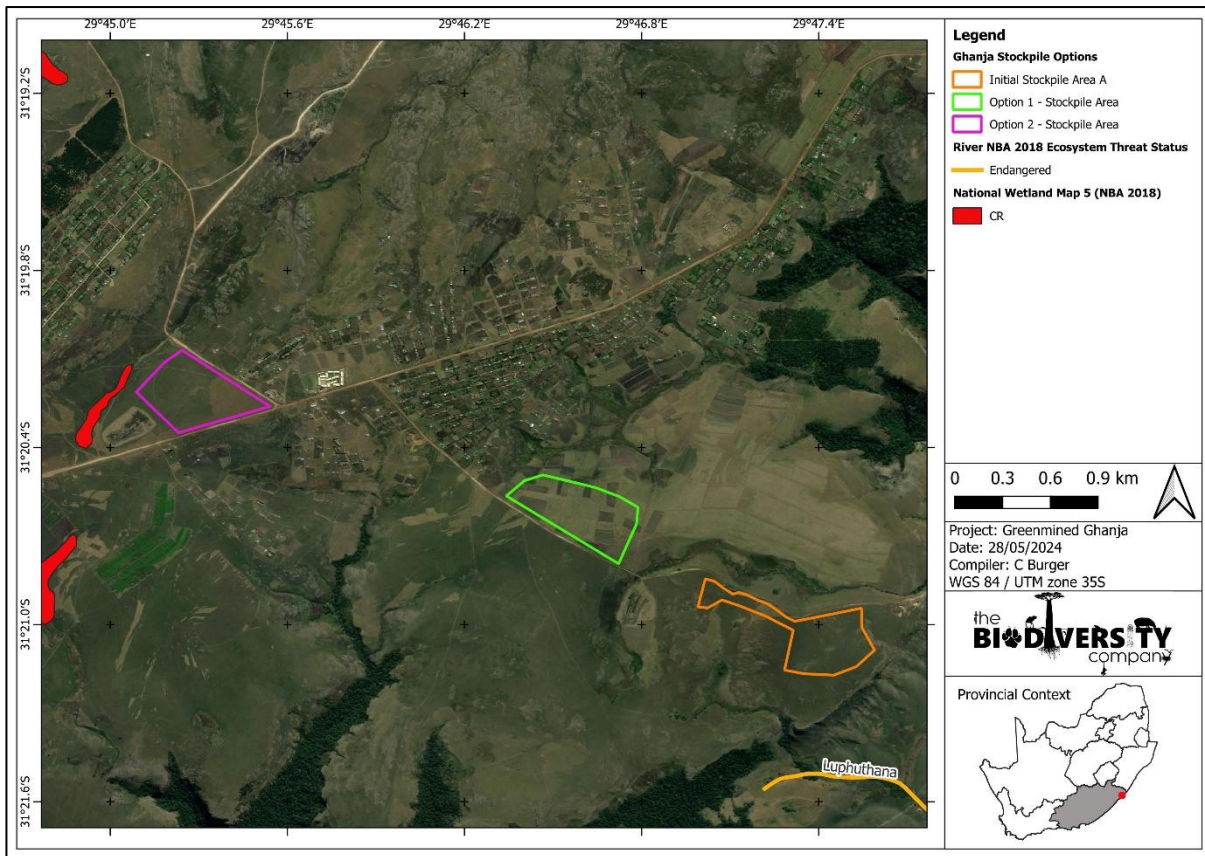 29°45.0'E 29°45.6'E 29°46.2'E 29°46.8'E 29°47.4'E
31°19.2'S
31°19.8'S
31°20.4'S
31°21.0'S
31°21.6'S
Luphuthana
Legend
Ghanja Stockpile Options
Initial Stockpile Area A
Option 1 - Stockpile Area
Option 2 - Stockpile Area
River NBA 2018 Ecosystem Threat Status
Endangered
National Wetland Map 5 (NBA 2018)
CR
0 0.3 0.6 0.9 km
Project: Greenmined Ghanja
Date: 28/05/2024
Compiler: C Burger
WGS 84 / UTM zone 35S
the
BIODIVERSITY
company
Provincial Context